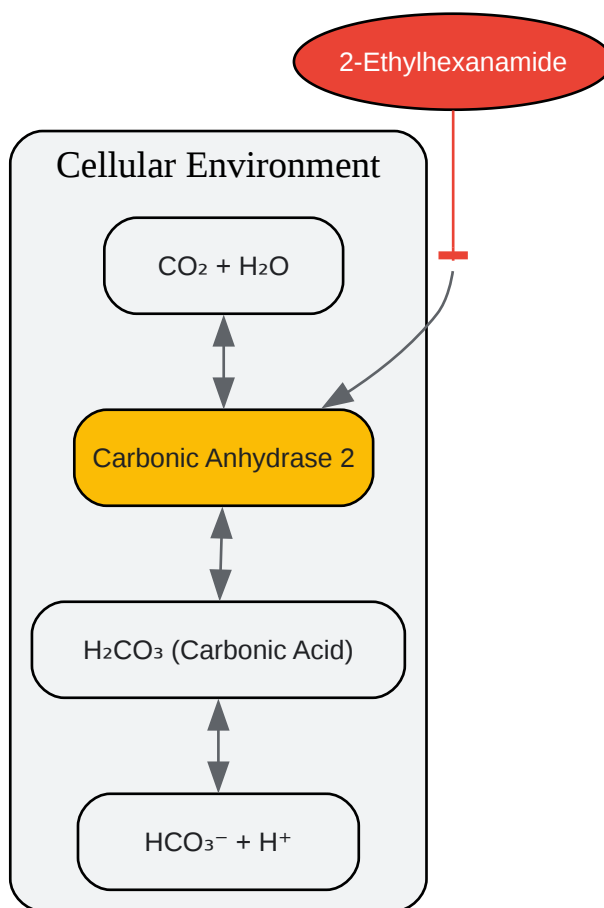 2-Ethylhexanamide
Cellular Environment
CO₂ + H₂O
Carbonic Anhydrase 2
H₂CO₃ (Carbonic Acid)
HCO₃⁻ + H⁺